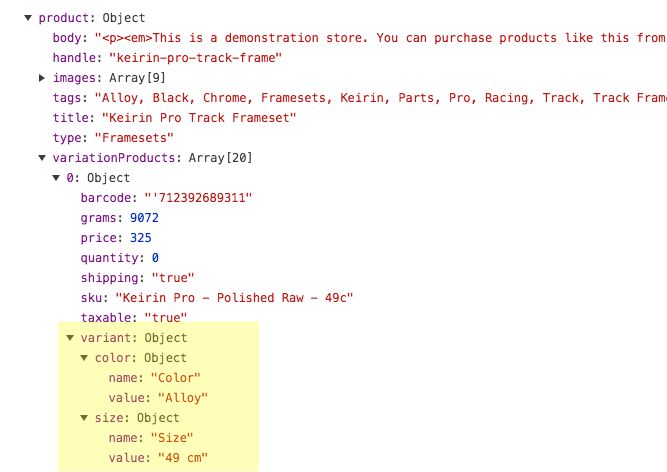 product: Object
body: "<p><em>This is a demonstration store. You can purchase products like this from
handle: "keirin-pro-track-frame"
images: Array[9]
tags: "Alloy, Black, Chrome, Framesets, Keirin, Parts, Pro, Racing, Track, Track Fram
title: "Keirin Pro Track Frameset"
type: "Framesets"
variationProducts: Array[20]
0: Object
barcode: "'712392689311"
grams: 9072
price: 325
quantity: 0
shipping: "true"
sku: "Keirin Pro - Polished Raw - 49c"
taxable: "true"
variant: Object
color: Object
name: "Color"
value: "Alloy"
size: Object
name: "Size"
value: "49 cm"